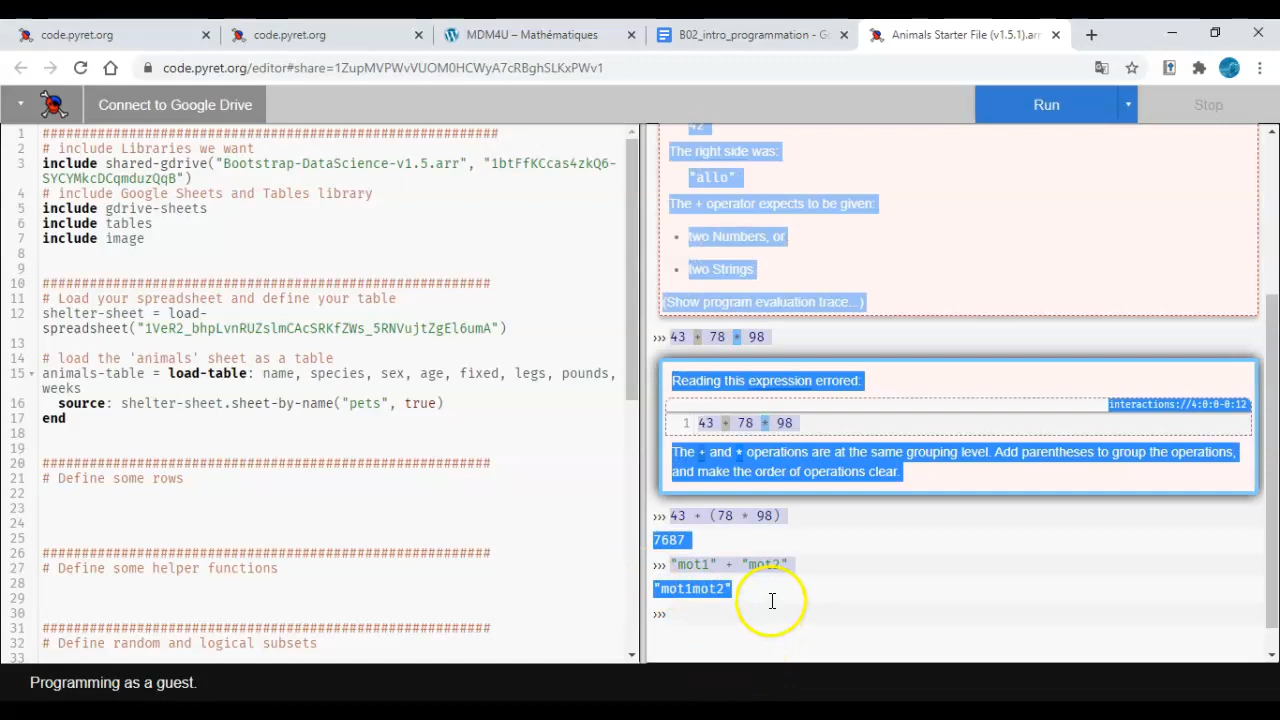 code.pyret.org
code.pyret.org
MDM4U – Mathématiques
B02_intro_programmation - Go
Animals Starter File (v1.5.1).arr
code.pyret.org/editor#share=1ZupMVPWvVUOM0HCWyA7cRBghSLKxPWv1
Connect to Google Drive
Run
Stop
1 ##########################################################
2 # include Libraries we want
3 include shared-gdrive("Bootstrap-DataScience-v1.5.arr", "1btFfKCcas4zkQ6-
SYCYMkcDCqmduzQqB")
4 # include Google Sheets and Tables library
5 include gdrive-sheets
6 include tables
7 include image
8
9
10 #########################################################
11 # Load your spreadsheet and define your table
12 shelter-sheet = load-
spreadsheet("1VeR2_bhpLvnRUZslmCAcSRKfZWs_5RNVujtZgEl6umA")
13
14 # load the 'animals' sheet as a table
15 animals-table = load-table: name, species, sex, age, fixed, legs, pounds,
weeks
16 source: shelter-sheet.sheet-by-name("pets", true)
17 end
18
19
20 #########################################################
21 # Define some rows
22
23
24
25
26 #########################################################
27 # Define some helper functions
28
29
30
31 #########################################################
32 # Define random and logical subsets
33
42
The right side was:
"allo"
The + operator expects to be given:
• two Numbers, or
• two Strings
(Show program evaluation trace...)
››› 43 + 78 * 98
Reading this expression errored:
interactions://4:0:0-0:12
1 43 + 78 * 98
The + and * operations are at the same grouping level. Add parentheses to group the operations,
and make the order of operations clear.
››› 43 + (78 * 98)
7687
››› "mot1" + "mot2"
"mot1mot2"
›››
Programming as a guest.